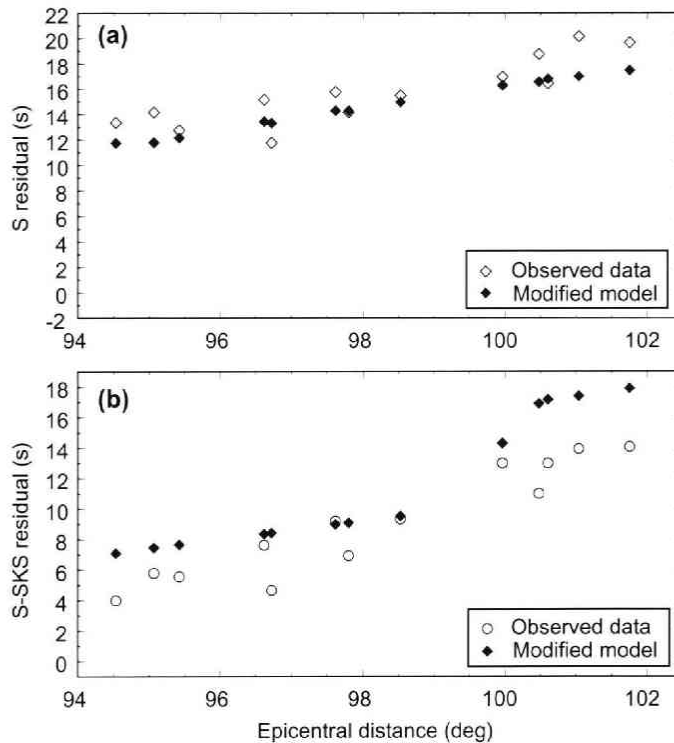 (a)
22
20
18
16
14
12
10
8
6
4
2
0
-2
S residual (s)
Observed data
Modified model
94 96 98 100 102
(b)
18
16
14
12
10
8
6
4
2
0
S-SKS residual (s)
Observed data
Modified model
94 96 98 100 102
Epicentral distance (deg)